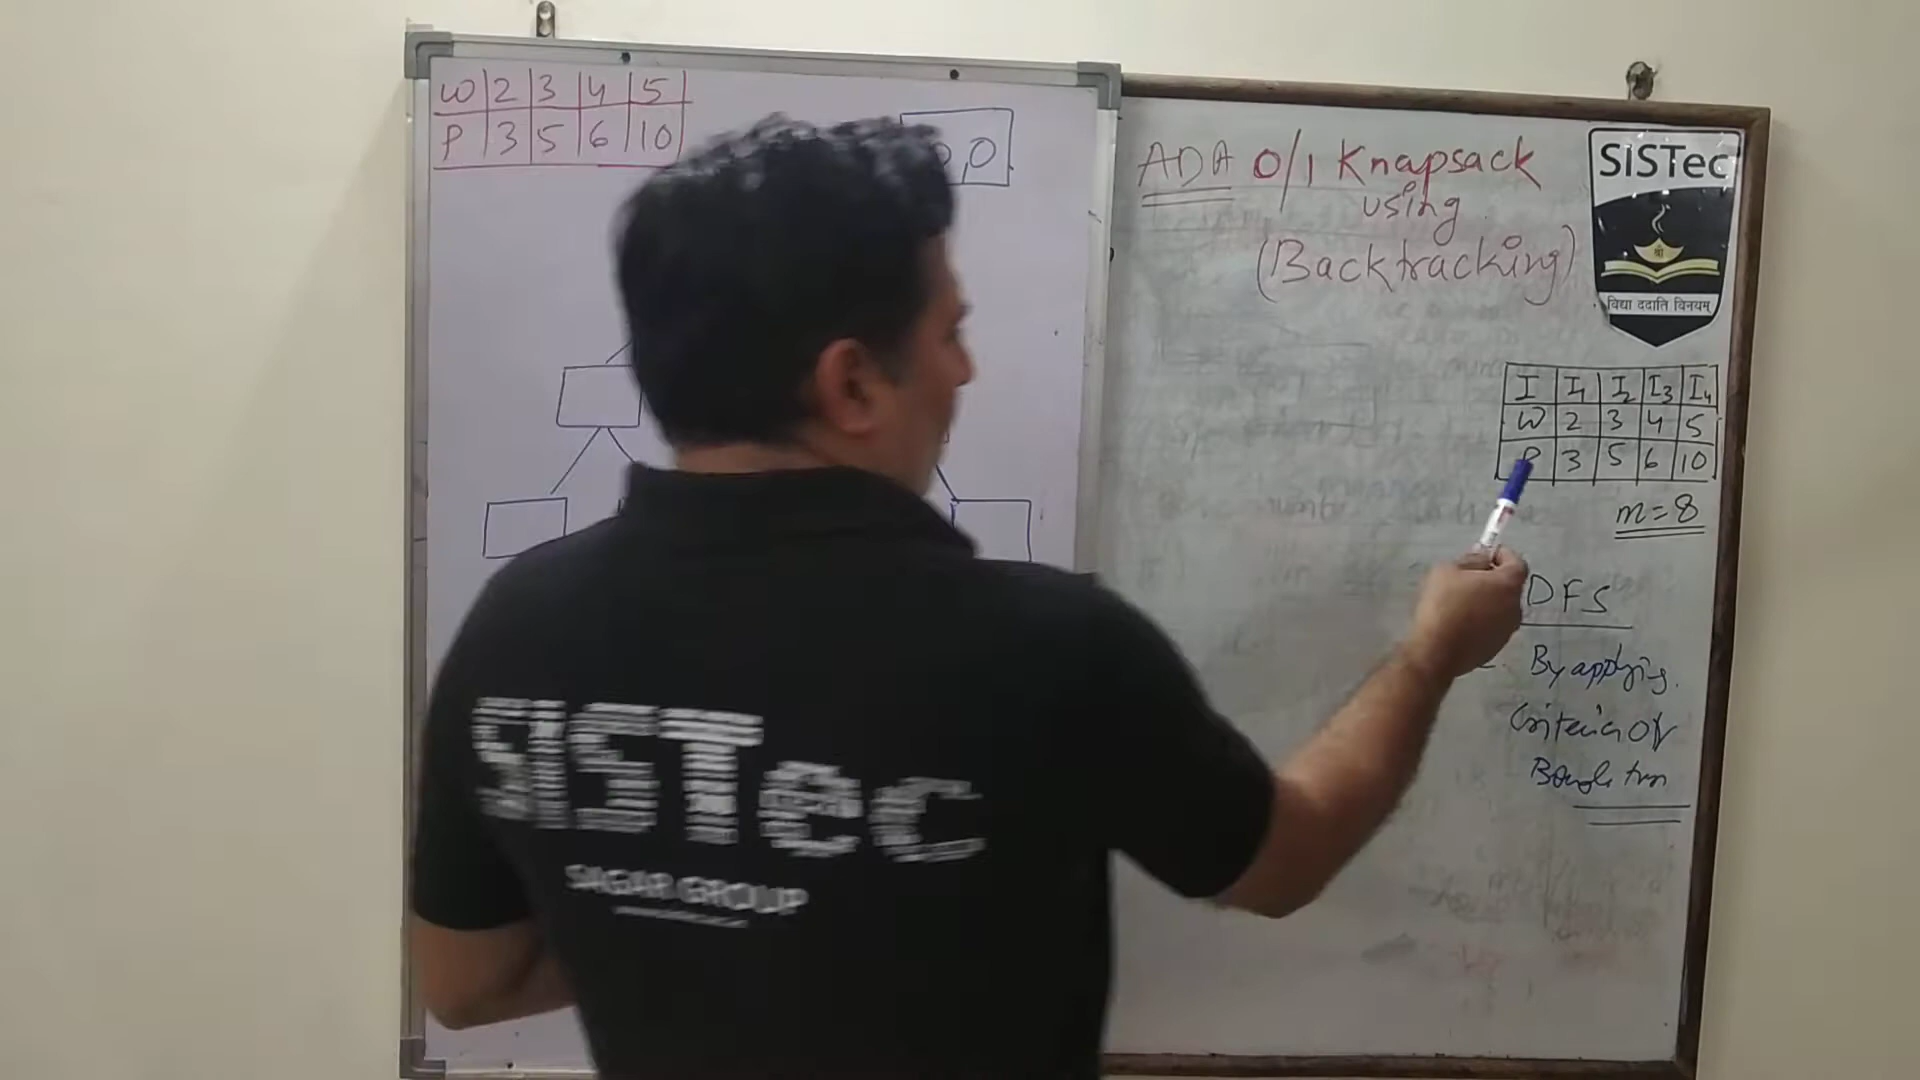 W 2 3 4 5
P 3 5 6 10
0
ADA 0/1 Knapsack
using
(Backtracking)
SISTec
श्री
विद्या ददाति विनयम्
I I1 I2 I3 I4
W 2 3 4 5
P 3 5 6 10
m=8
DFS
By applying
Criteria of
SISTec
SAGAR GROUP